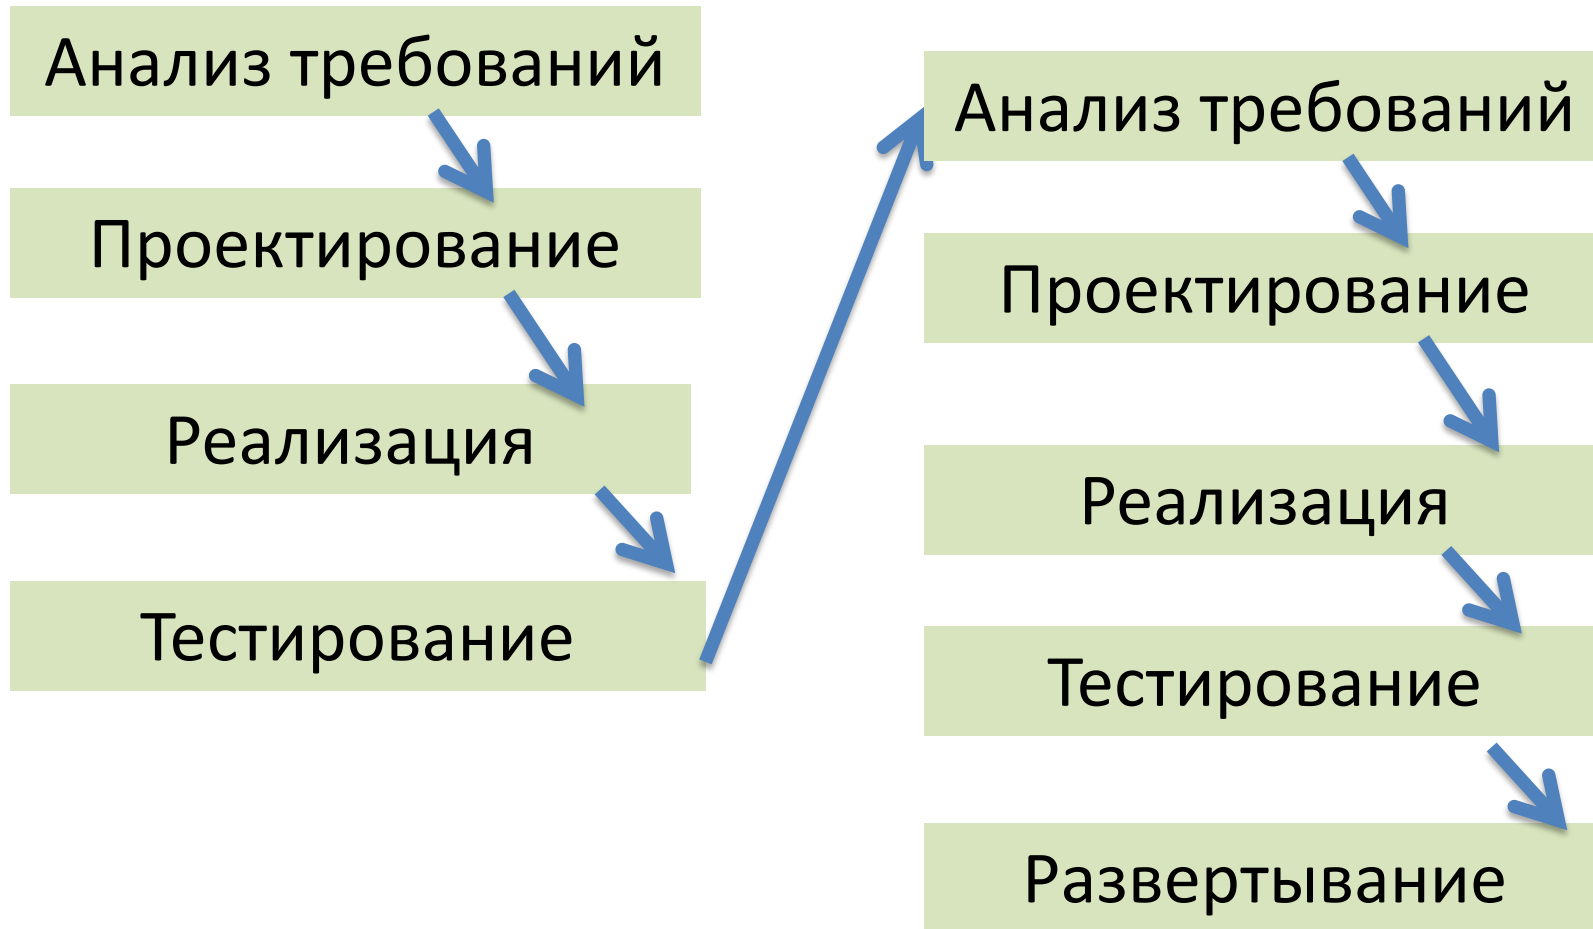 Анализ требований
Проектирование
Реализация
Тестирование
Анализ требований
Проектирование
Реализация
Тестирование
Развертывание